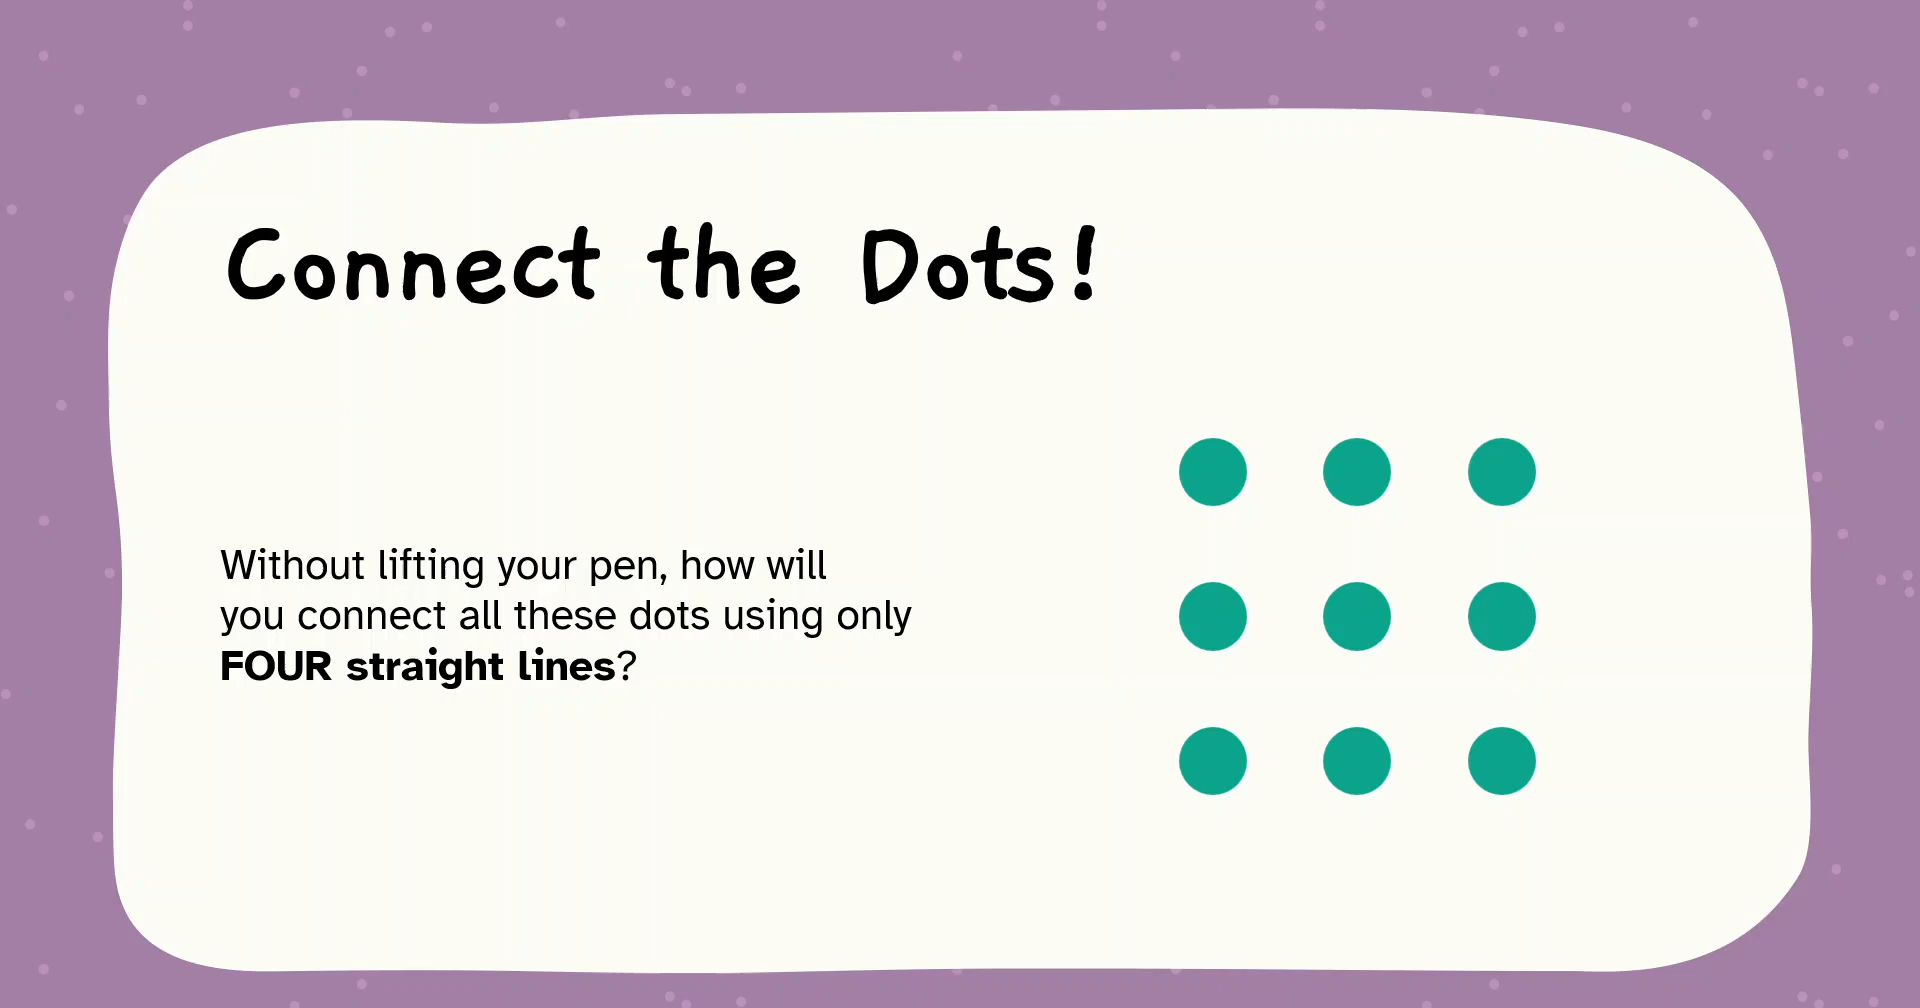 Connect the Dots!
Without lifting your pen, how will
you connect all these dots using only
FOUR straight lines?